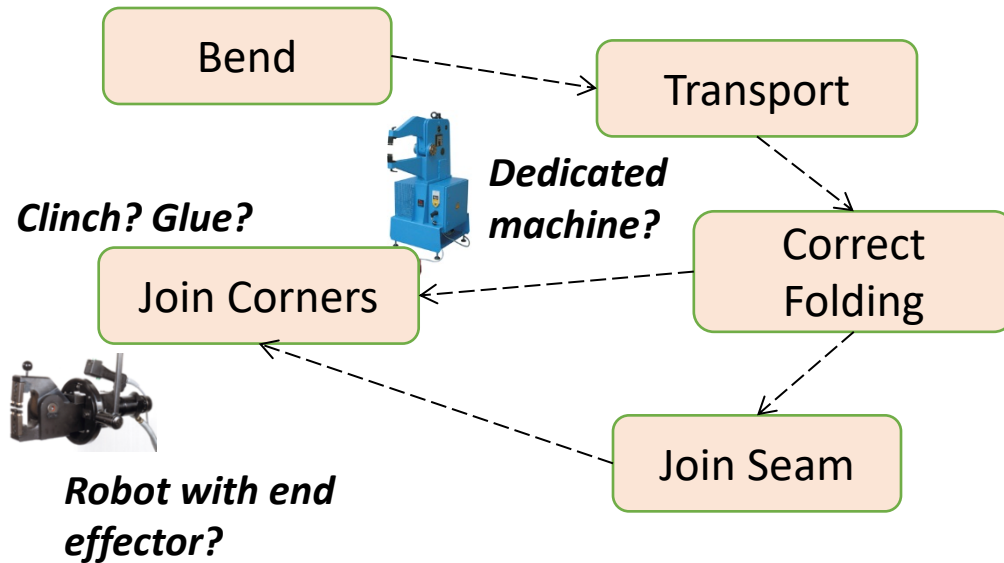 Bend
Transport
Dedicated
machine?
Clinch? Glue?
Correct
Folding
Join Corners
Join Seam
Robot with end
effector?